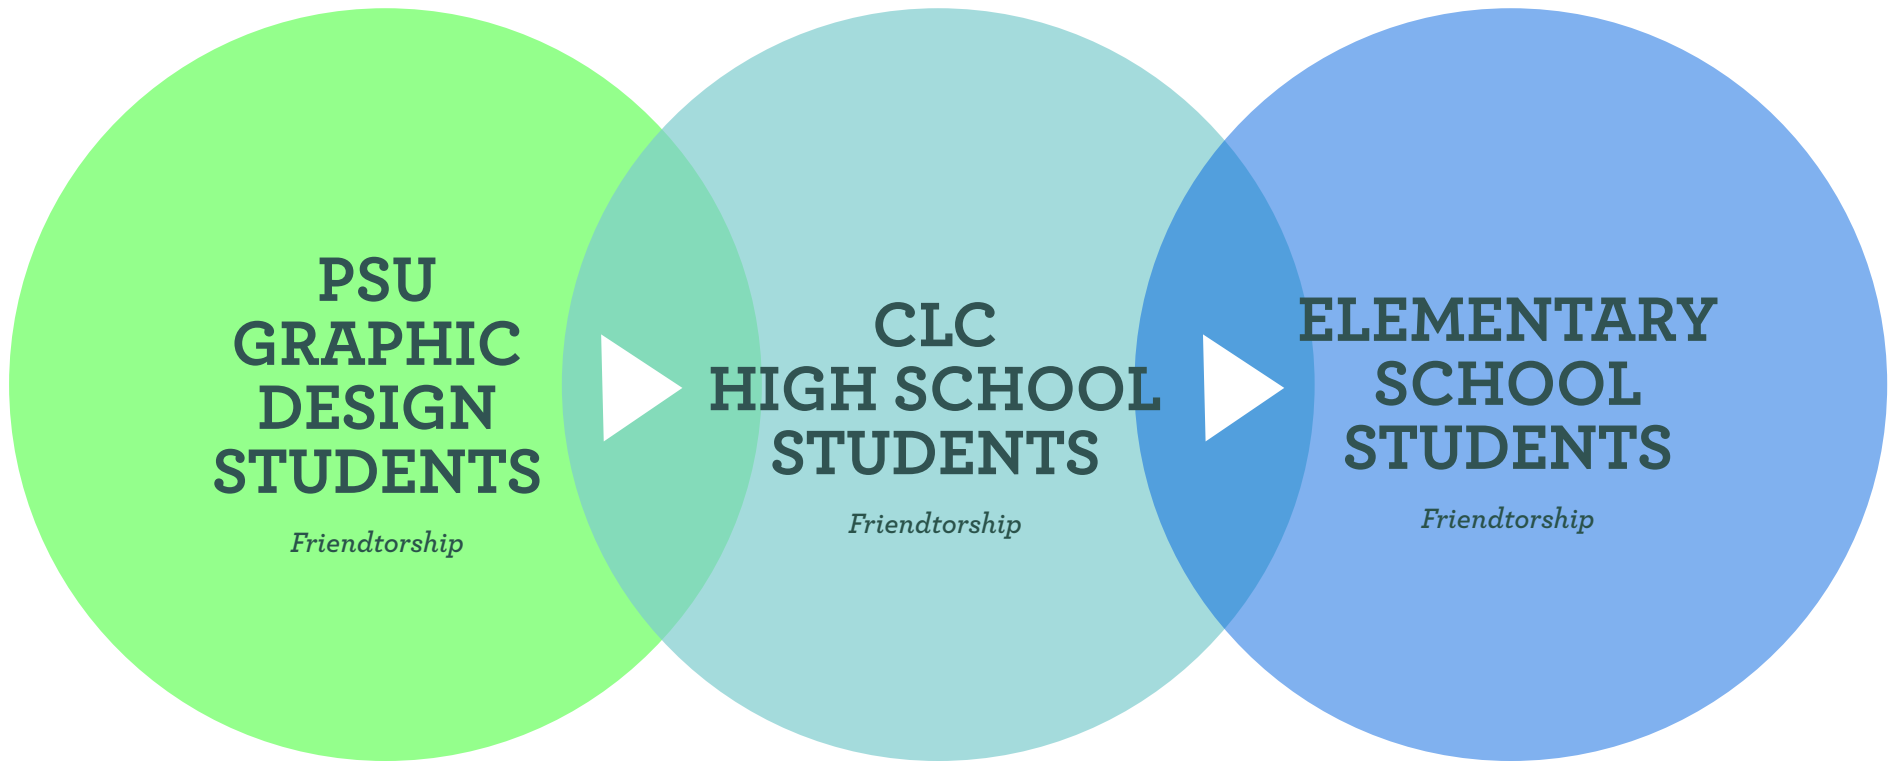 PSU
GRAPHIC
DESIGN
STUDENTS
Friendtorship
CLC
HIGH SCHOOL
STUDENTS
Friendtorship
ELEMENTARY
SCHOOL
STUDENTS
Friendtorship